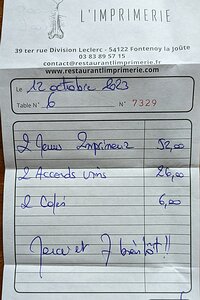 L'IMPRIMERIE
39 ter rue Division Leclerc - 54122 Fontenoy la Joûte
03 83 89 57 15
contact@restaurantlimprimerie.com
www.restaurantlimprimerie.com
Le 12 octobre 2023
Table N° 6 N° 7329
2 Menus Imprimeur 52,00
2 Accords vins 26,00
2 Cafés 6,00
Merci et A bientôt!!